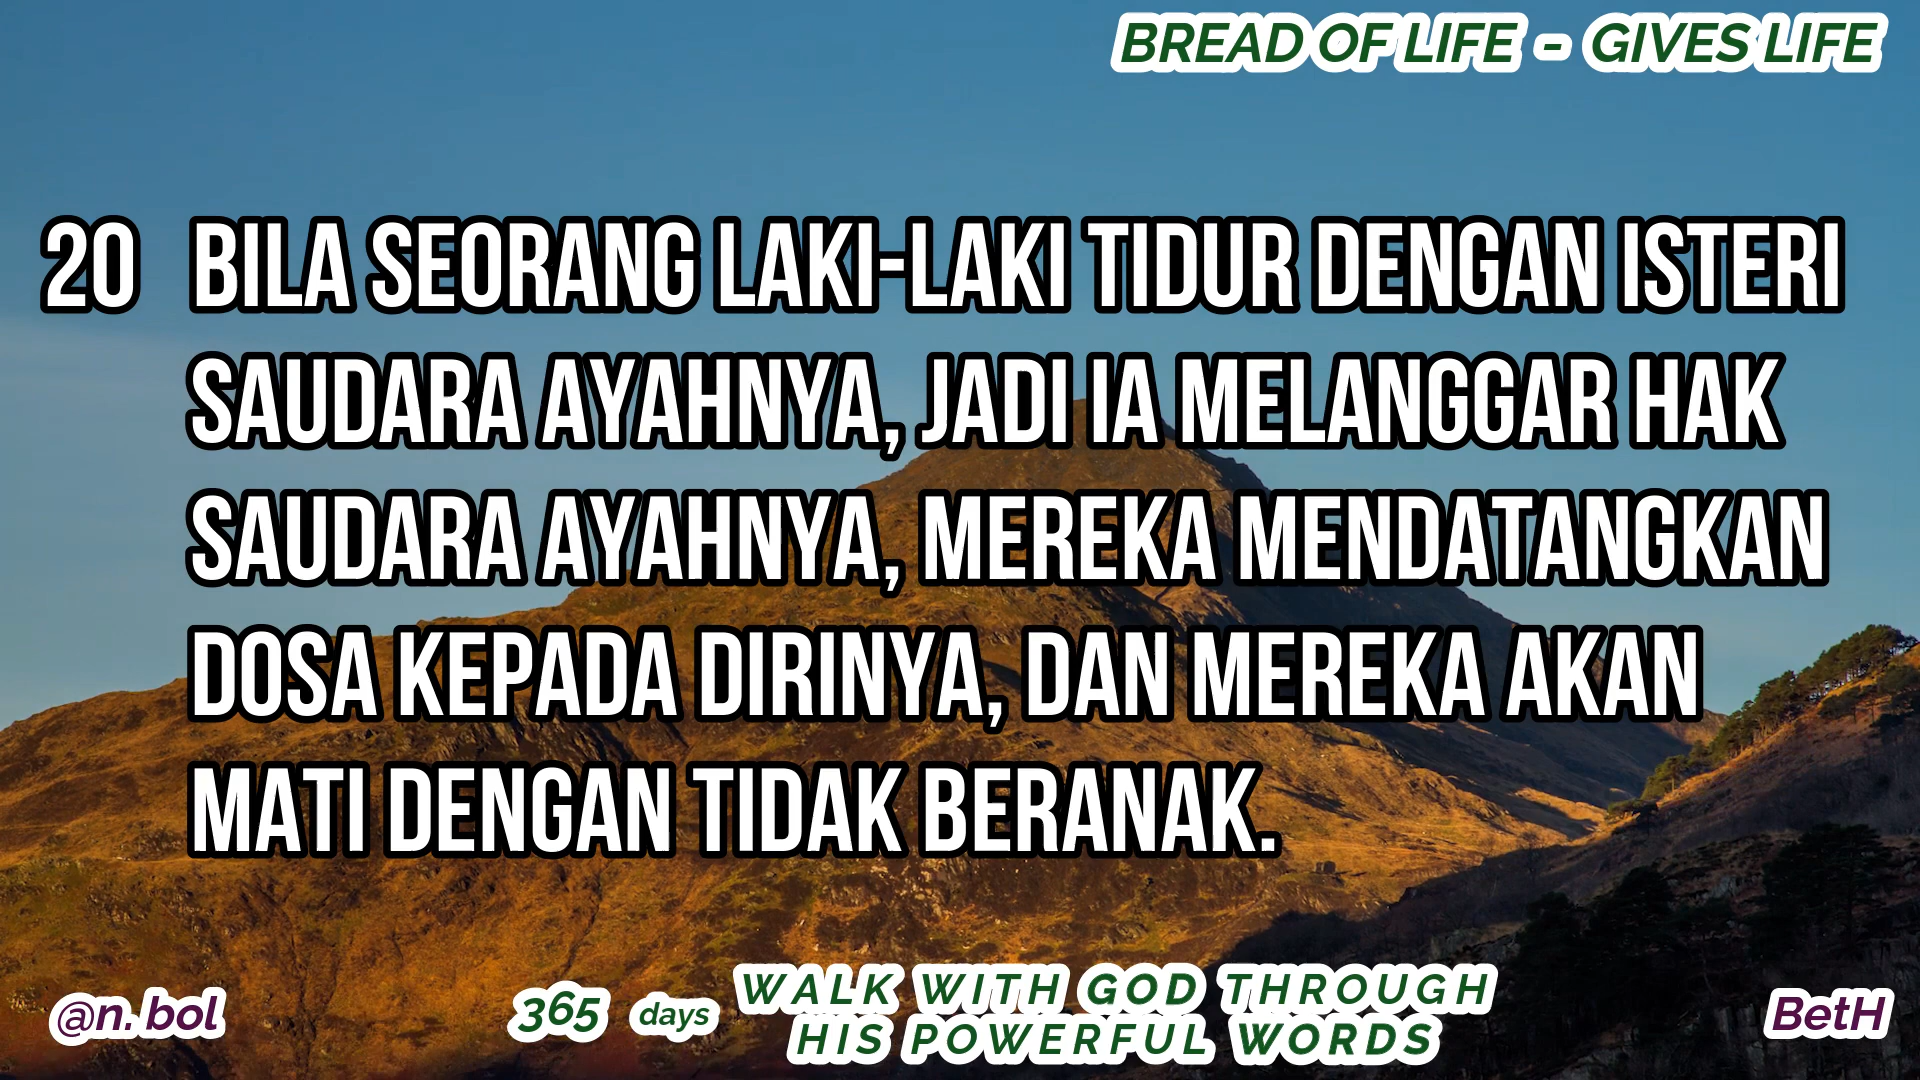 BREAD OF LIFE - GIVES LIFE
20 BILA SEORANG LAKI-LAKI TIDUR DENGAN ISTERI
SAUDARA AYAHNYA, JADI IA MELANGGAR HAK
SAUDARA AYAHNYA, MEREKA MENDATANGKAN
DOSA KEPADA DIRINYA, DAN MEREKA AKAN
MATI DENGAN TIDAK BERANAK.
@n.bol
365 days
WALK WITH GOD THROUGH
HIS POWERFUL WORDS
BetH